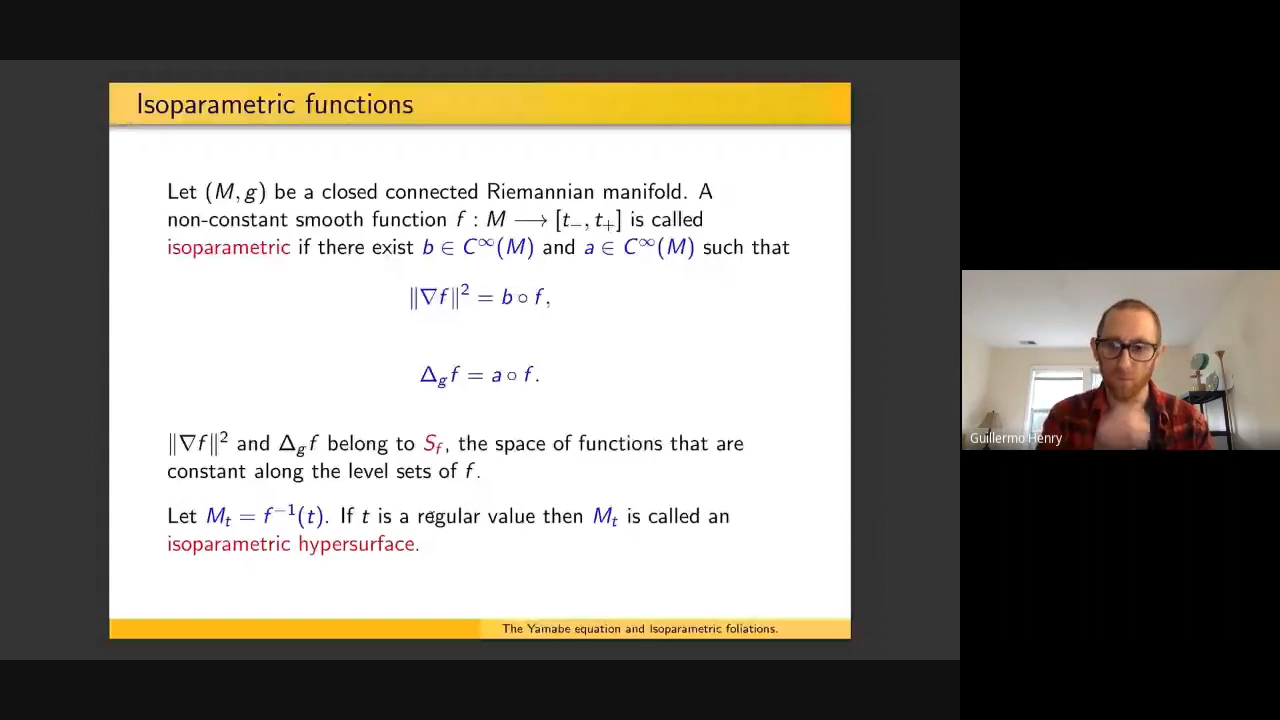 Isoparametric functions
Let (M, g) be a closed connected Riemannian manifold. A
non-constant smooth function f : M ⟶ [t₋, t₊] is called
isoparametric if there exist b ∈ C^∞(M) and a ∈ C^∞(M) such that
‖∇f‖² = b ∘ f,
Δ_g f = a ∘ f.
‖∇f‖² and Δ_g f belong to S_f, the space of functions that are
constant along the level sets of f.
Let M_t = f⁻¹(t). If t is a regular value then M_t is called an
isoparametric hypersurface.
The Yamabe equation and Isoparametric foliations.
Guillermo Henry